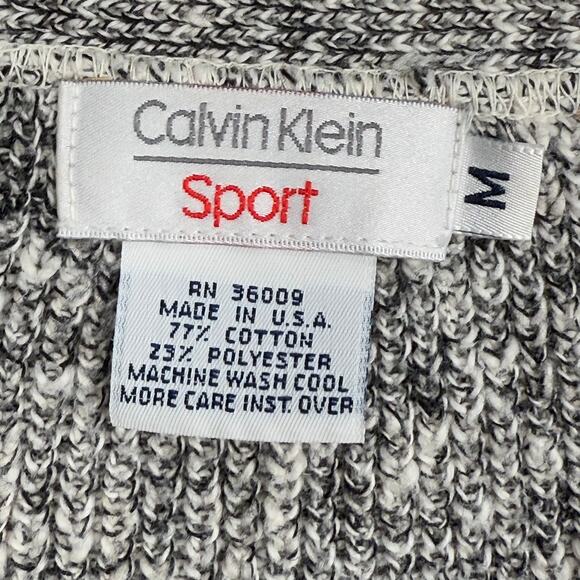 Calvin Klein
Sport
M
RN 36009
MADE IN U.S.A.
77% COTTON
23% POLYESTER
MACHINE WASH COOL
MORE CARE INST. OVER